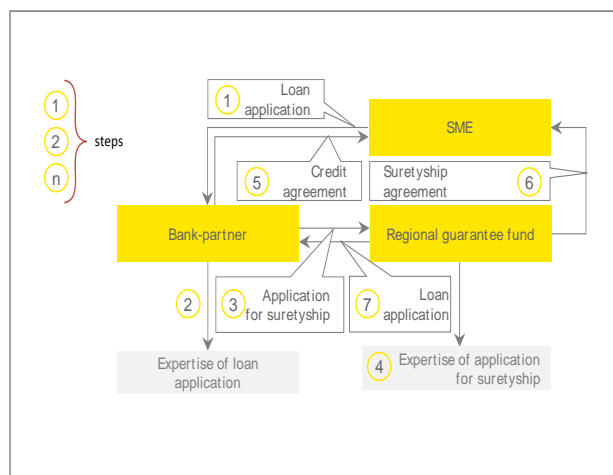 1
Loan
application
SME
1
2
n
steps
5
Credit
agreement
Suretyship
agreement
6
Bank-partner
Regional guarantee fund
2
3
Application
for suretyship
7
Loan
application
Expertise of loan
application
4
Expertise of application
for suretyship